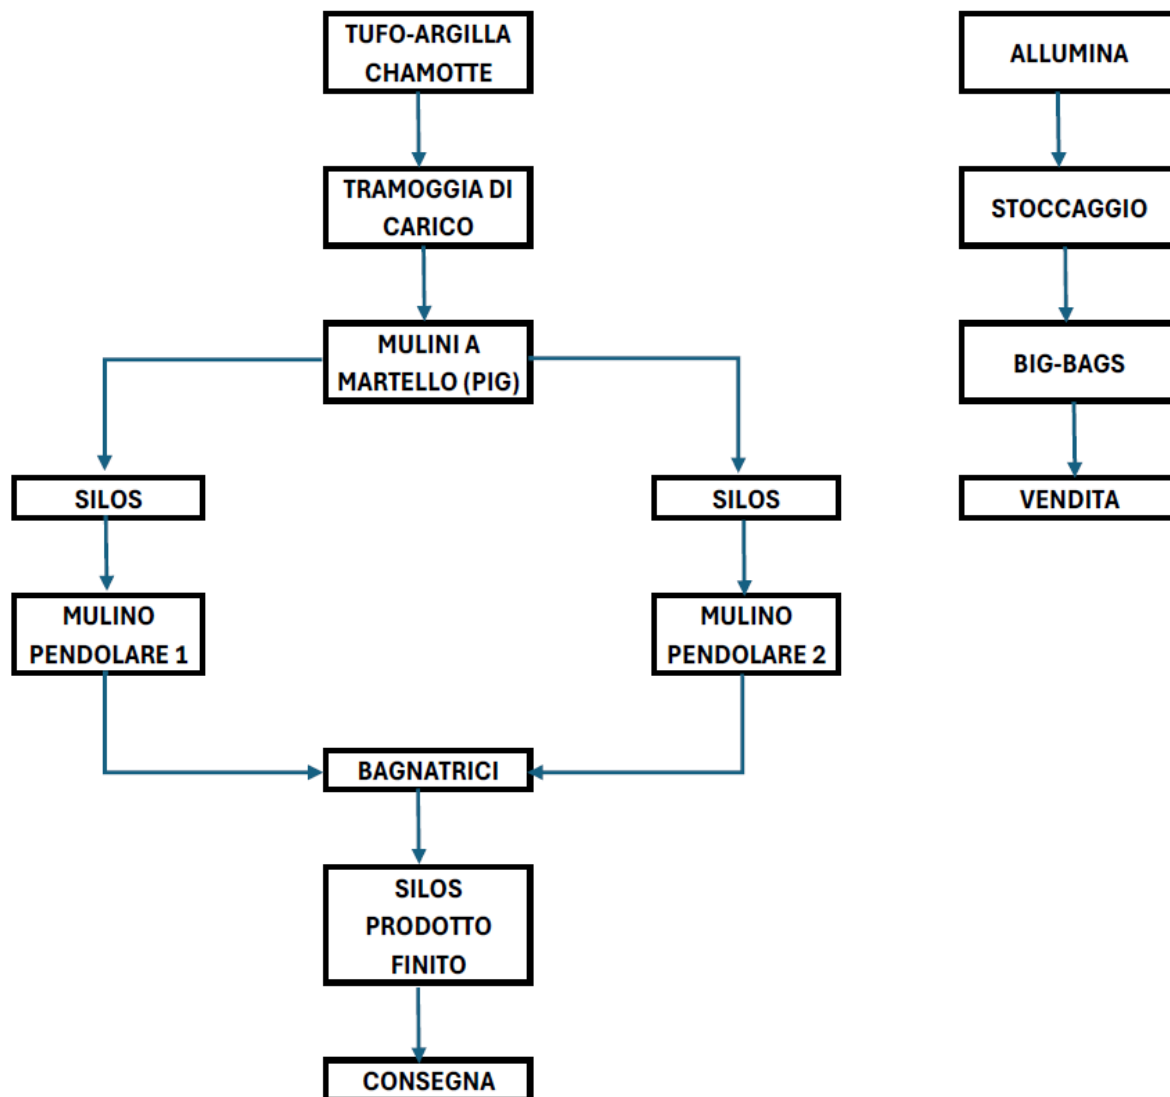 TUFO-ARGILLA
CHAMOTTE
TRAMOGGIA DI
CARICO
MULINI A
MARTELLO (PIG)
SILOS
SILOS
MULINO
PENDOLARE 1
MULINO
PENDOLARE 2
BAGNATRICI
SILOS
PRODOTTO
FINITO
CONSEGNA
ALLUMINA
STOCCAGGIO
BIG-BAGS
VENDITA